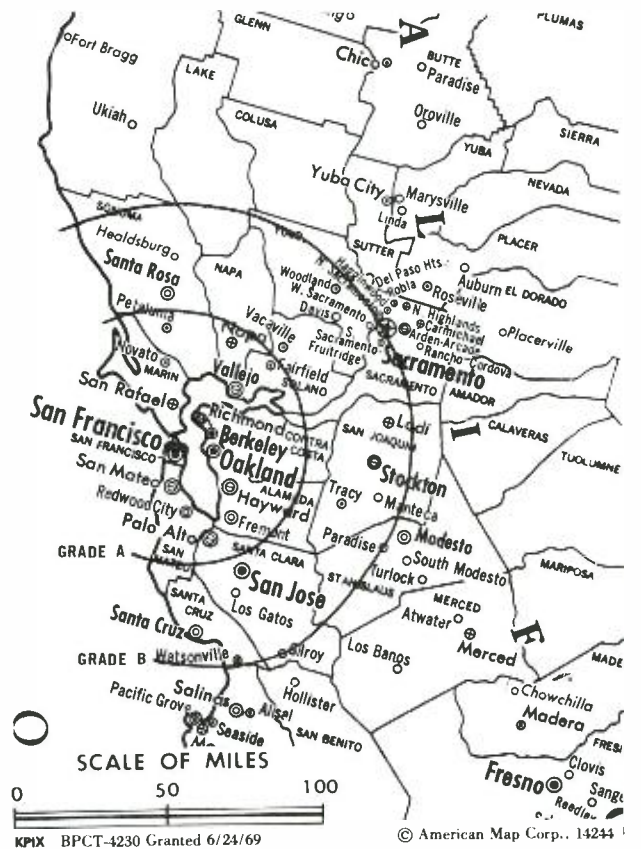 GLENN
PLUMAS
Fort Bragg
Chico
A
BUTTE
Paradise
LAKE
Ukiah
COLUSA
Oroville
SIERRA
YUBA
Yuba City
Marysville
Linda
NEVADA
SONOMA
L
PLACER
YOLO
SUTTER
Healdsburg
Santa Rosa
NAPA
Del Paso Hts.
Auburn
EL DORADO
Woodland
Roseville
W. Sacramento
Davis
N. Highlands
Carmichael
Petaluma
Vacaville
S. Sacramento
Fruitridge
Arden-Arcade
Rancho-Cordova
Placerville
Novato
MARIN
Fairfield
SOLANO
Sacramento
SACRAMENTO
Vallejo
AMADOR
San Rafael
Richmond
CONTRA
COSTA
SAN
JOAQUIN
Lodi
I
CALAVERAS
San Francisco
SAN FRANCISCO
Berkeley
Oakland
TUOLUMNE
San Mateo
ALAMEDA
Hayward
Stockton
Redwood City
Tracy
Manteca
Palo Alto
Fremont
GRADE A
SAN
MATEO
SANTA CLARA
Paradise
Modesto
South Modesto
MARIPOSA
San Jose
STANISLAUS
Turlock
SANTA
CRUZ
Los Gatos
MERCED
Atwater
Santa Cruz
F
GRADE B
Watsonville
Gilroy
Los Banos
Merced
Salinas
Alisal
Hollister
Chowchilla
Pacific Grove
Seaside
SAN BENITO
Madera
O
SCALE OF MILES
Clovis
Fresno
0 50 100
KPIX BPCT-4230 Granted 6/24/69
© American Map Corp., 14244